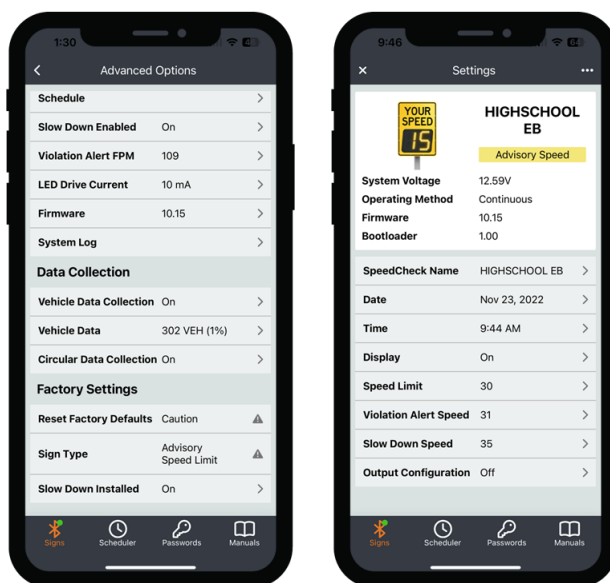 1:30
Advanced Options
Schedule
Slow Down Enabled On
Violation Alert FPM 109
LED Drive Current 10 mA
Firmware 10.15
System Log
Data Collection
Vehicle Data Collection On
Vehicle Data 302 VEH (1%)
Circular Data Collection On
Factory Settings
Reset Factory Defaults Caution
Sign Type Advisory
Speed Limit
Slow Down Installed On
Signs Scheduler Passwords Manuals
9:46
Settings
YOUR
SPEED
15
HIGHSCHOOL
EB
Advisory Speed
System Voltage 12.59V
Operating Method Continuous
Firmware 10.15
Bootloader 1.00
SpeedCheck Name HIGHSCHOOL EB
Date Nov 23, 2022
Time 9:44 AM
Display On
Speed Limit 30
Violation Alert Speed 31
Slow Down Speed 35
Output Configuration Off
Signs Scheduler Passwords Manuals